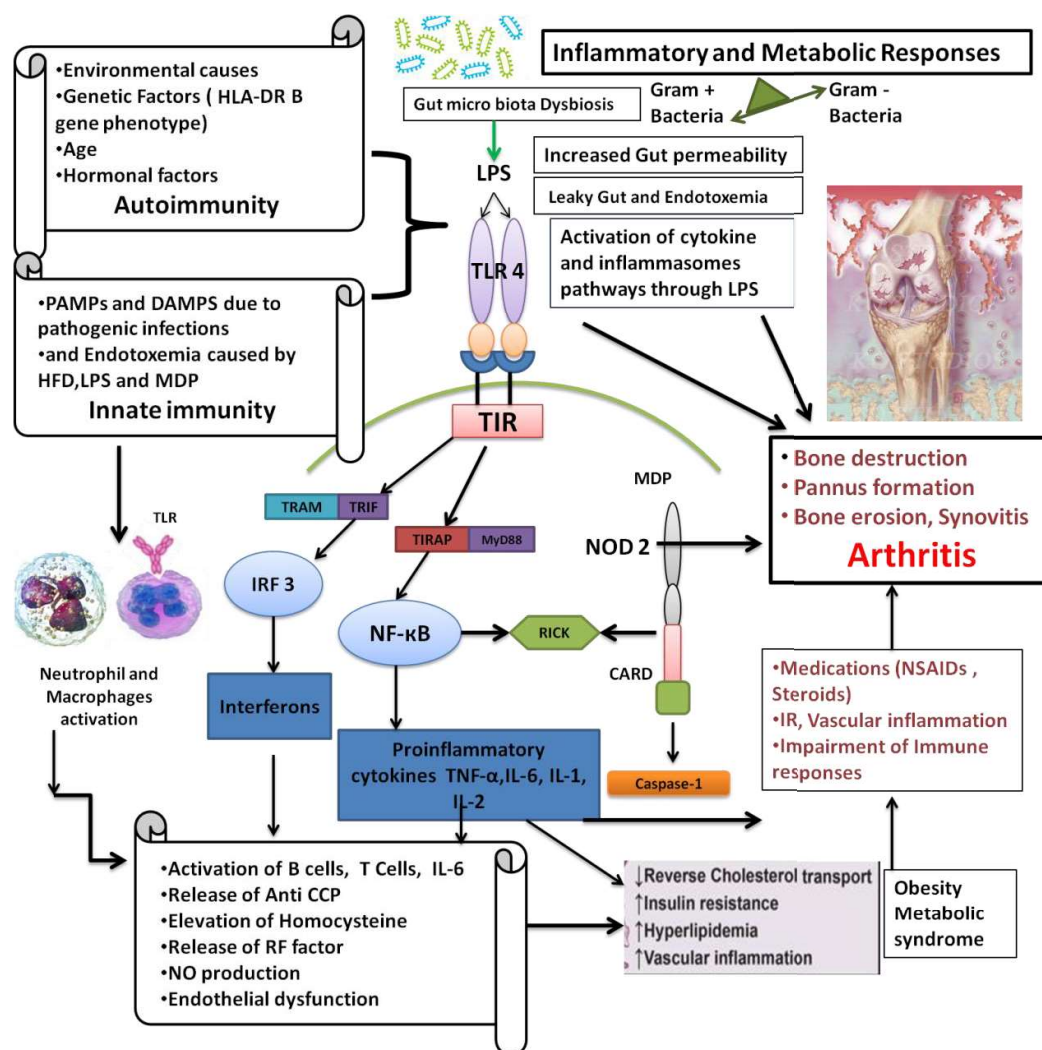 Inflammatory and Metabolic Responses
•Environmental causes
•Genetic Factors ( HLA-DR B
gene phenotype)
•Age
•Hormonal factors
Autoimmunity
Gut micro biota Dysbiosis
Gram +
Bacteria
Gram -
Bacteria
LPS
Increased Gut permeability
Leaky Gut and Endotoxemia
Activation of cytokine
and inflammasomes
pathways through LPS
TLR 4
•PAMPs and DAMPS due to
pathogenic infections
•and Endotoxemia caused by
HFD,LPS and MDP
Innate immunity
TIR
• Bone destruction
• Pannus formation
• Bone erosion, Synovitis
Arthritis
TLR
TRAM
TRIF
TIRAP
MyD88
MDP
NOD 2
IRF 3
NF-κB
RICK
CARD
Neutrophil and
Macrophages
activation
Interferons
Proinflammatory
cytokines TNF-α,IL-6, IL-1,
IL-2
Caspase-1
•Medications (NSAIDs ,
Steroids)
•IR, Vascular inflammation
•Impairment of Immune
responses
•Activation of B cells, T Cells, IL-6
•Release of Anti CCP
•Elevation of Homocysteine
•Release of RF factor
•NO production
•Endothelial dysfunction
↓Reverse Cholesterol transport
↑Insulin resistance
↑Hyperlipidemia
↑Vascular inflammation
Obesity
Metabolic
syndrome